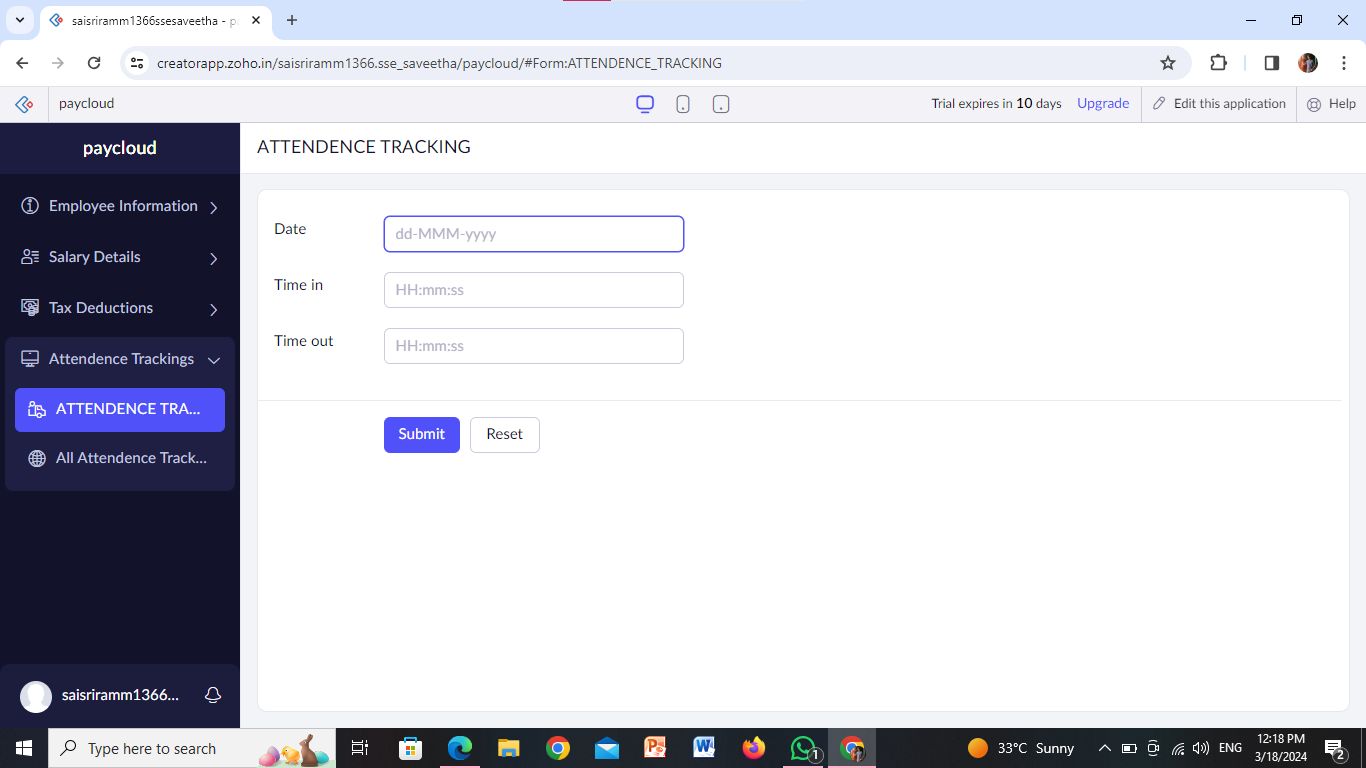 saisriramm1366ssesaveetha - p
creatorapp.zoho.in/saisriramm1366.sse_saveetha/paycloud/#Form:ATTENDENCE_TRACKING
paycloud
Trial expires in 10 days Upgrade Edit this application Help
paycloud
ATTENDENCE TRACKING
Employee Information
Salary Details
Tax Deductions
Attendence Trackings
ATTENDENCE TRA...
All Attendence Track...
Date dd-MMM-yyyy
Time in HH:mm:ss
Time out HH:mm:ss
Submit Reset
saisriramm1366...
Type here to search
1
33°C Sunny
ENG
12:18 PM
3/18/2024
2